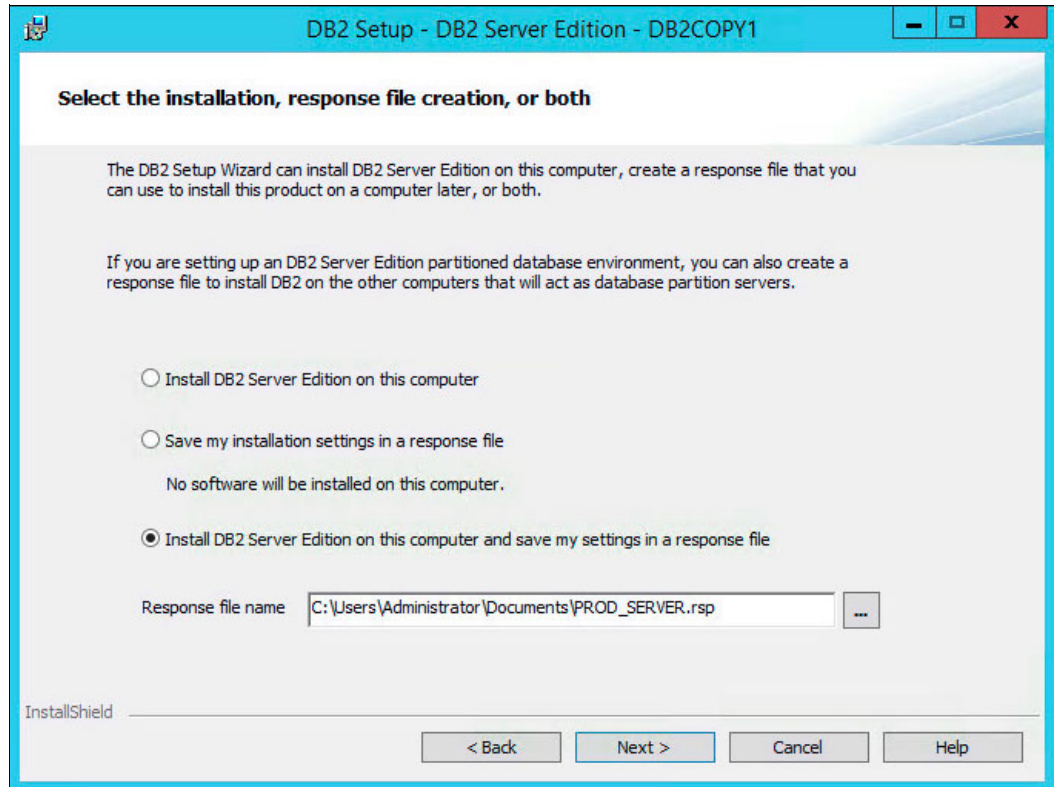 DB2 Setup - DB2 Server Edition - DB2COPY1
Select the installation, response file creation, or both
The DB2 Setup Wizard can install DB2 Server Edition on this computer, create a response file that you
can use to install this product on a computer later, or both.
If you are setting up an DB2 Server Edition partitioned database environment, you can also create a
response file to install DB2 on the other computers that will act as database partition servers.
Install DB2 Server Edition on this computer
Save my installation settings in a response file
No software will be installed on this computer.
Install DB2 Server Edition on this computer and save my settings in a response file
Response file name C:\Users\Administrator\Documents\PROD_SERVER.rsp ...
InstallShield
< Back Next > Cancel Help